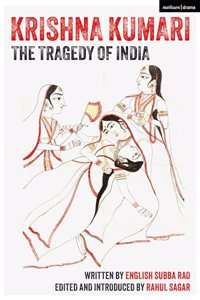 methuen | drama
KRISHNA KUMARI
THE TRAGEDY OF INDIA
WRITTEN BY ENGLISH SUBBA RAO
EDITED AND INTRODUCED BY RAHUL SAGAR